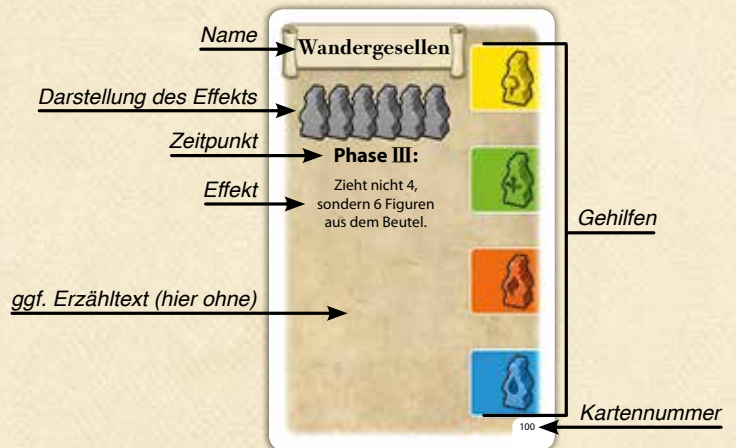 Name
Wandergesellen
Darstellung des Effekts
Zeitpunkt
Phase III:
Effekt
Zieht nicht 4,
sondern 6 Figuren
aus dem Beutel.
Gehilfen
ggf. Erzähltext (hier ohne)
Kartennummer
100